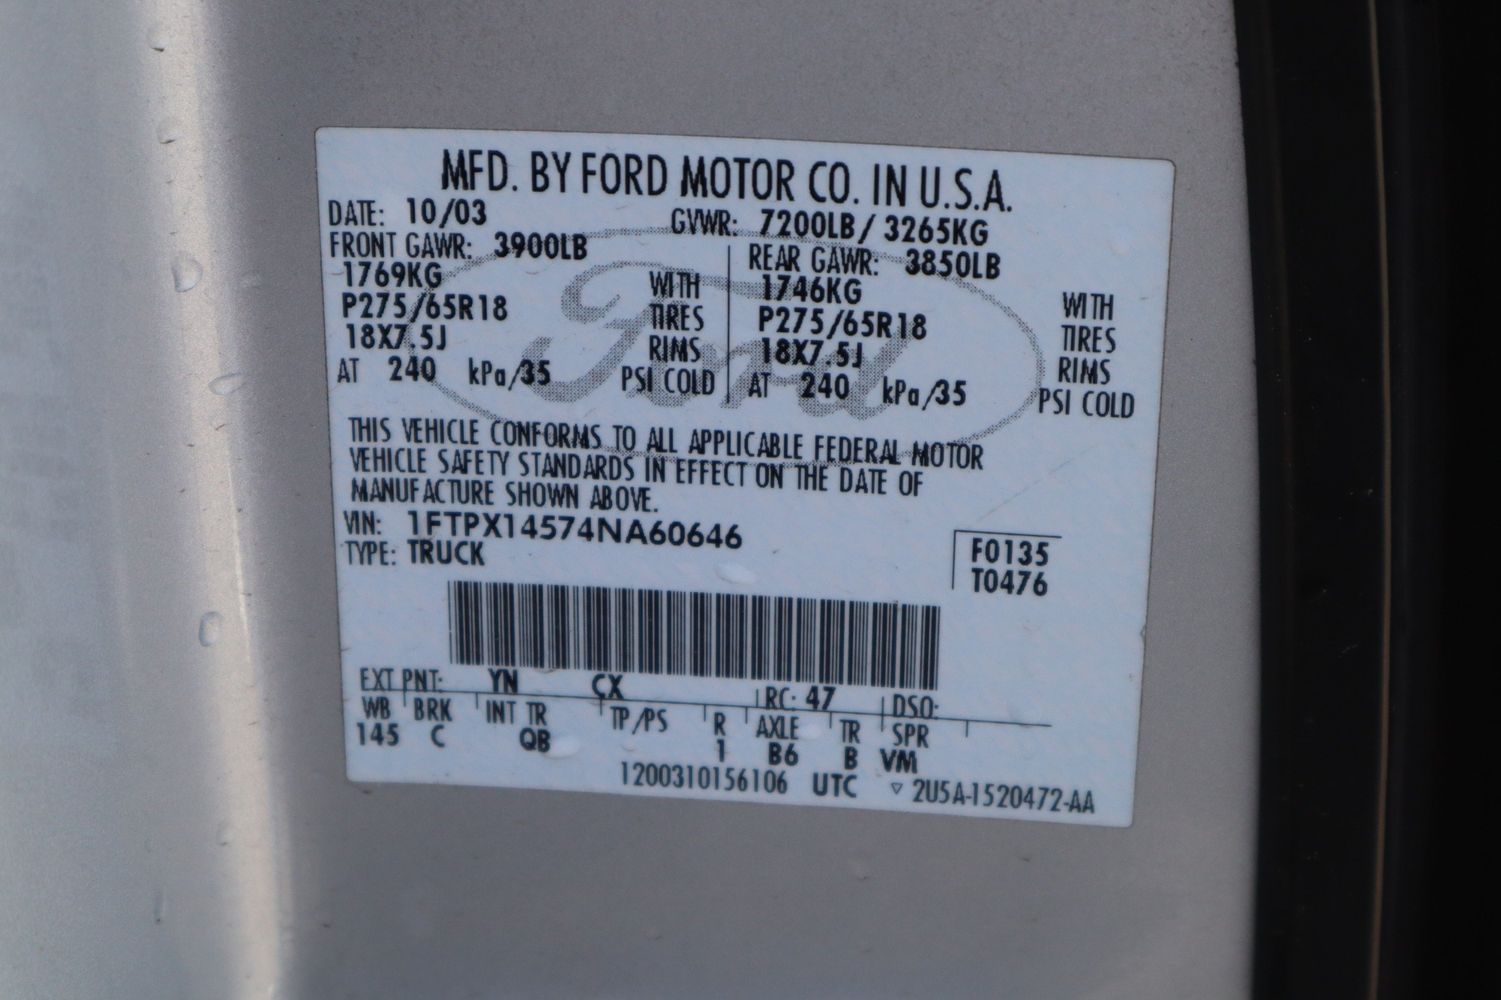 MFD. BY FORD MOTOR CO. IN U.S.A.
DATE: 10/03 GVWR: 7200LB / 3265KG
FRONT GAWR: 3900LB REAR GAWR: 3850LB
1769KG WITH 1746KG WITH
P275/65R18 TIRES P275/65R18 TIRES
18X7.5J RIMS 18X7.5J RIMS
AT 240 kPa/35 PSI COLD AT 240 kPa/35 PSI COLD
Ford
THIS VEHICLE CONFORMS TO ALL APPLICABLE FEDERAL MOTOR
VEHICLE SAFETY STANDARDS IN EFFECT ON THE DATE OF
MANUFACTURE SHOWN ABOVE.
VIN: 1FTPX14574NA60646
TYPE: TRUCK
F0135
T0476
EXT PNT: YN CX RC: 47 DSO:
WB BRK INT TR TP/PS R AXLE TR SPR
145 C QB 1 B6 B VM
1200310156106 UTC ▽ 2U5A-1520472-AA